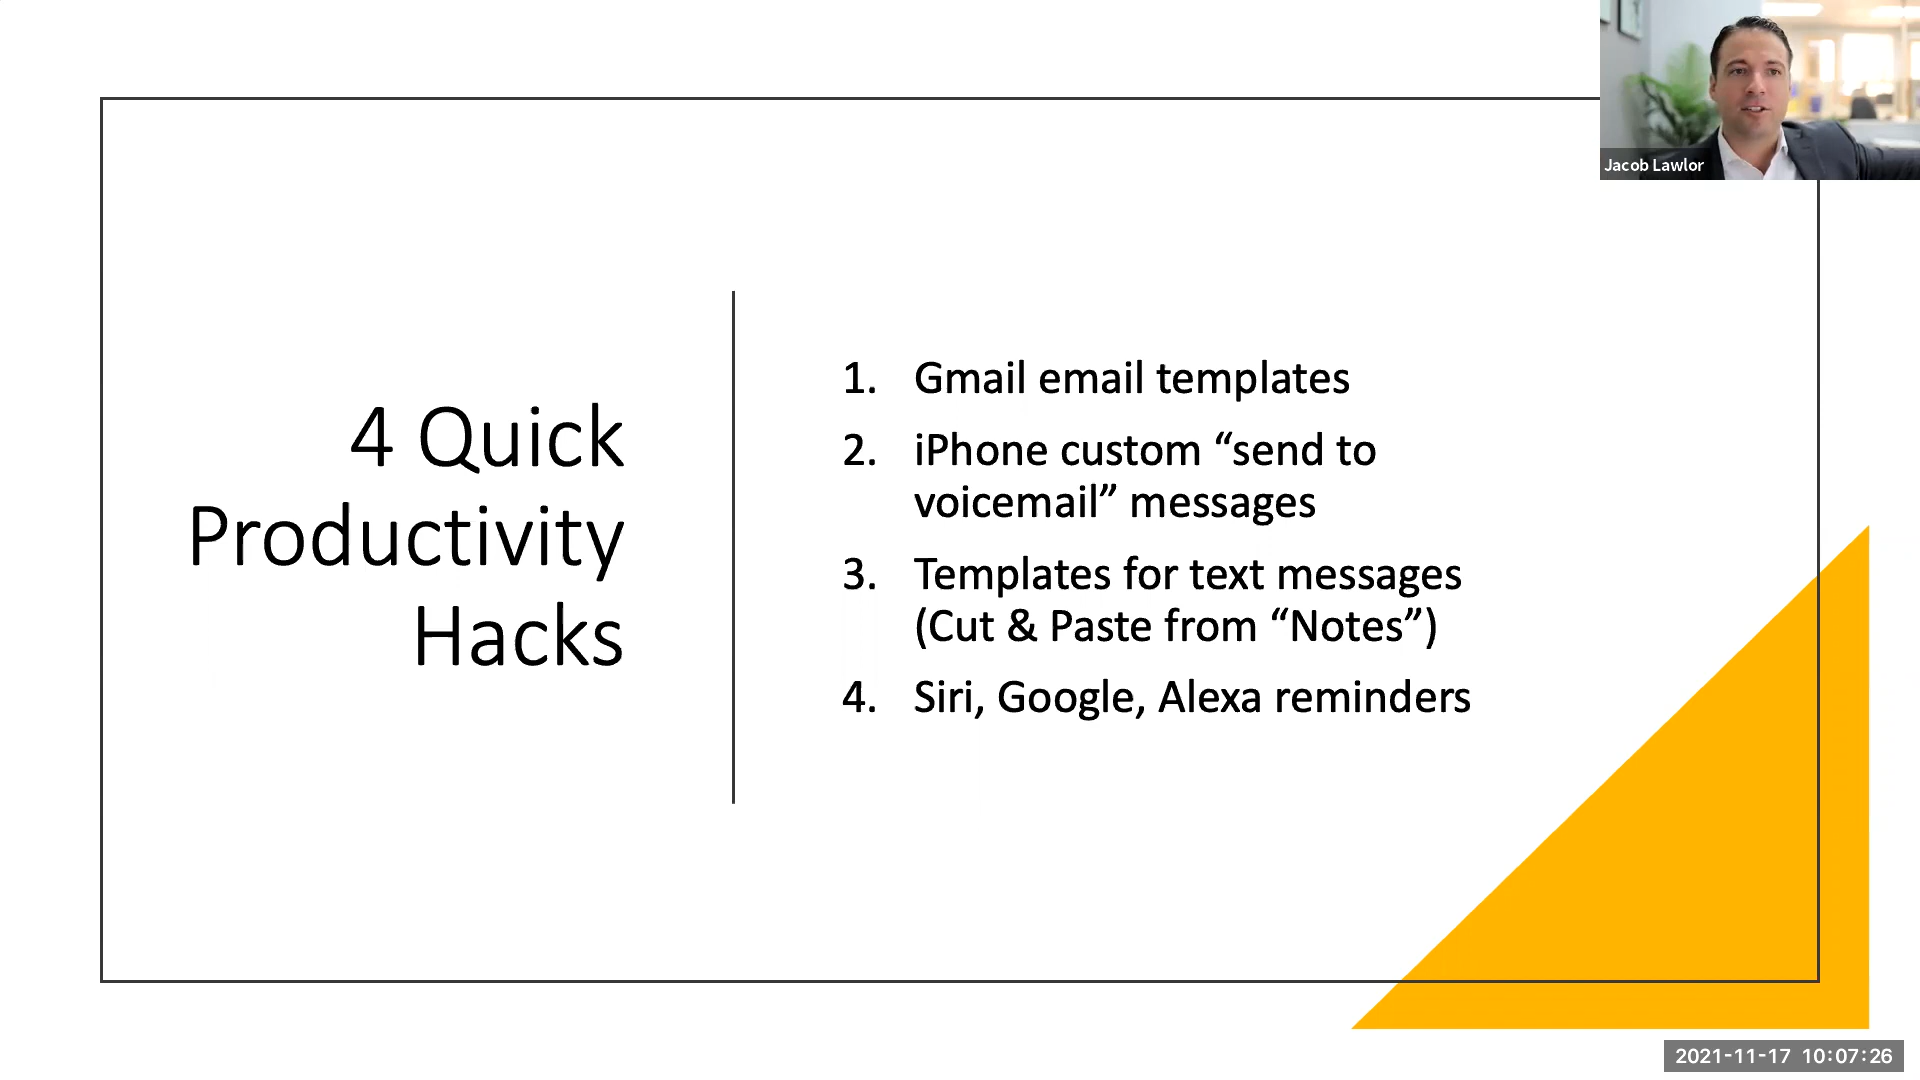 Jacob Lawlor
4 Quick
Productivity
Hacks
1. Gmail email templates
2. iPhone custom “send to
voicemail” messages
3. Templates for text messages
(Cut & Paste from “Notes”)
4. Siri, Google, Alexa reminders
2021-11-17 10:07:26